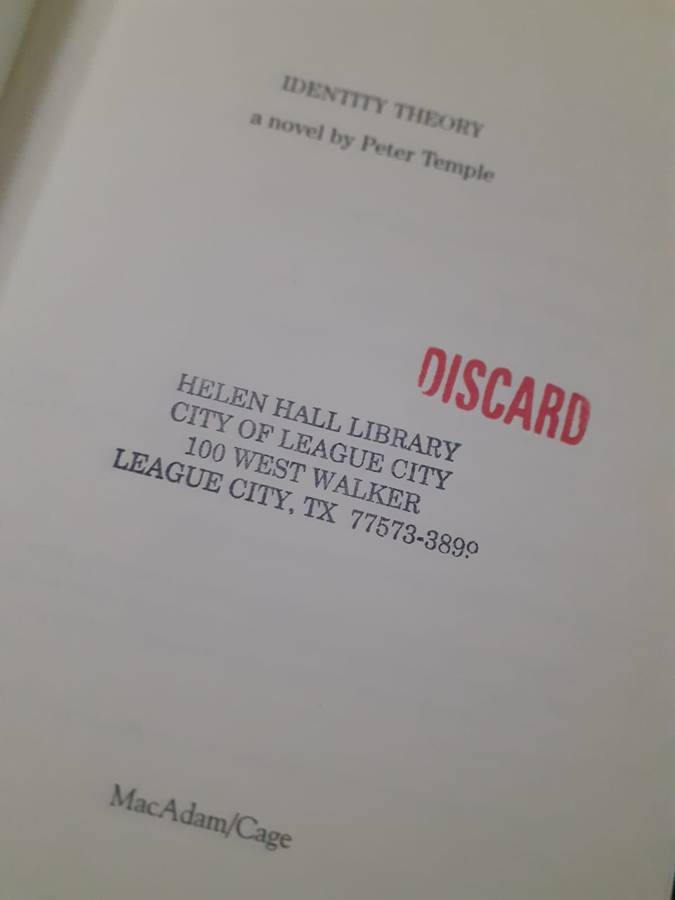 IDENTITY THEORY
a novel by Peter Temple
DISCARD
HELEN HALL LIBRARY
CITY OF LEAGUE CITY
100 WEST WALKER
LEAGUE CITY, TX 77573-3899
MacAdam/Cage